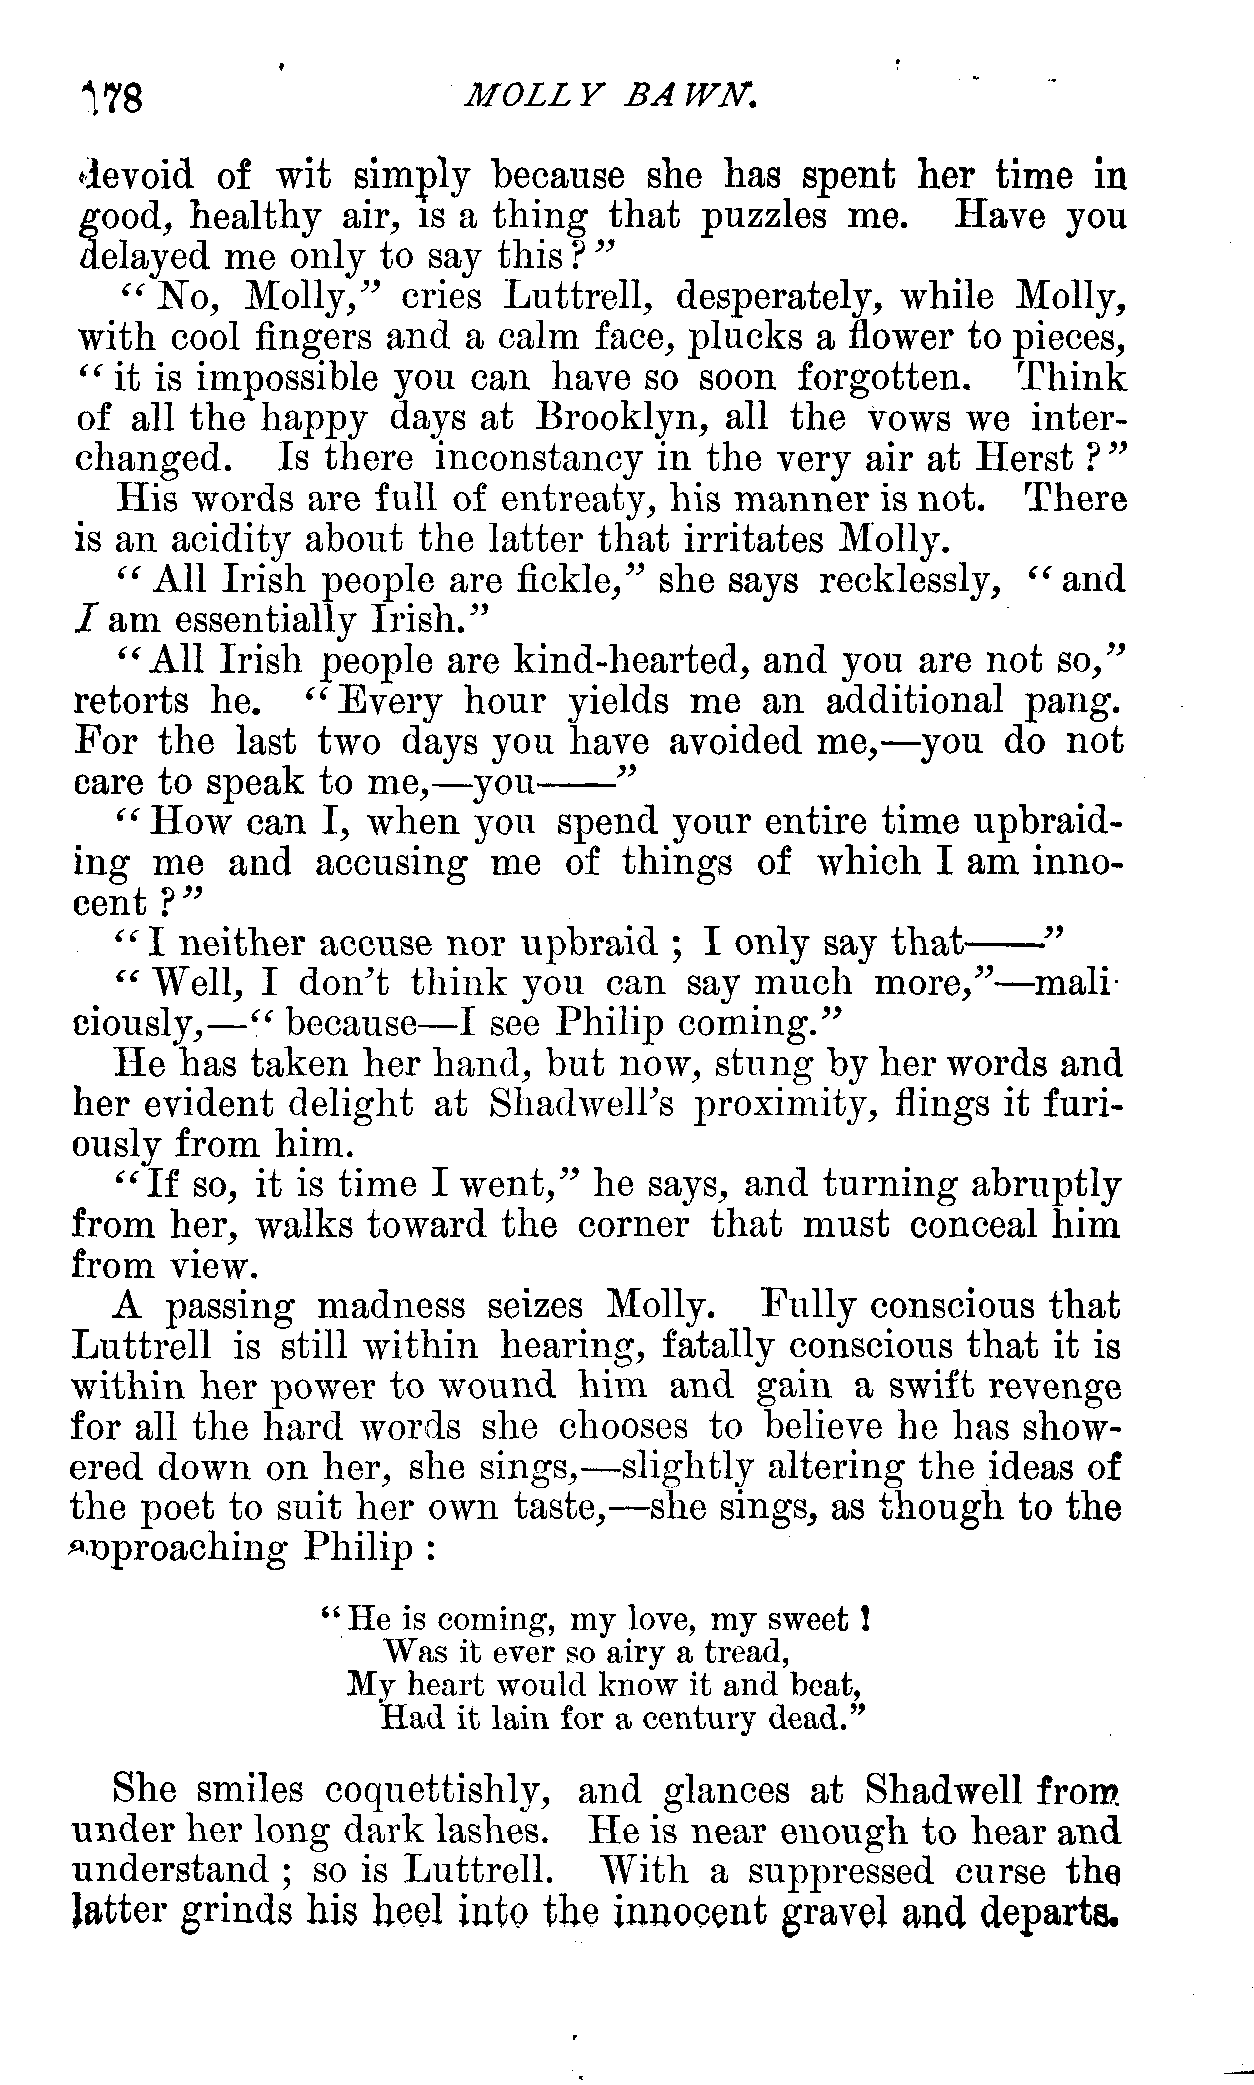 178 MOLLY BAWN.
devoid of wit simply because she has spent her time in
good, healthy air, is a thing that puzzles me. Have you
delayed me only to say this?”
“No, Molly,” cries Luttrell, desperately, while Molly,
with cool fingers and a calm face, plucks a flower to pieces,
“it is impossible you can have so soon forgotten. Think
of all the happy days at Brooklyn, all the vows we inter-
changed. Is there inconstancy in the very air at Herst?”
His words are full of entreaty, his manner is not. There
is an acidity about the latter that irritates Molly.
“All Irish people are fickle,” she says recklessly, “and
I am essentially Irish.”
“All Irish people are kind-hearted, and you are not so,”
retorts he. “Every hour yields me an additional pang.
For the last two days you have avoided me,—you do not
care to speak to me,—you——”
“How can I, when you spend your entire time upbraid-
ing me and accusing me of things of which I am inno-
cent?”
“I neither accuse nor upbraid; I only say that——”
“Well, I don't think you can say much more,”—mali-
ciously,—“because—I see Philip coming.”
He has taken her hand, but now, stung by her words and
her evident delight at Shadwell's proximity, flings it furi-
ously from him.
“If so, it is time I went,” he says, and turning abruptly
from her, walks toward the corner that must conceal him
from view.
A passing madness seizes Molly. Fully conscious that
Luttrell is still within hearing, fatally conscious that it is
within her power to wound him and gain a swift revenge
for all the hard words she chooses to believe he has show-
ered down on her, she sings,—slightly altering the ideas of
the poet to suit her own taste,—she sings, as though to the
approaching Philip:
“He is coming, my love, my sweet!
Was it ever so airy a tread,
My heart would know it and beat,
Had it lain for a century dead.”
She smiles coquettishly, and glances at Shadwell from
under her long dark lashes. He is near enough to hear and
understand; so is Luttrell. With a suppressed curse the
latter grinds his heel into the innocent gravel and departs.